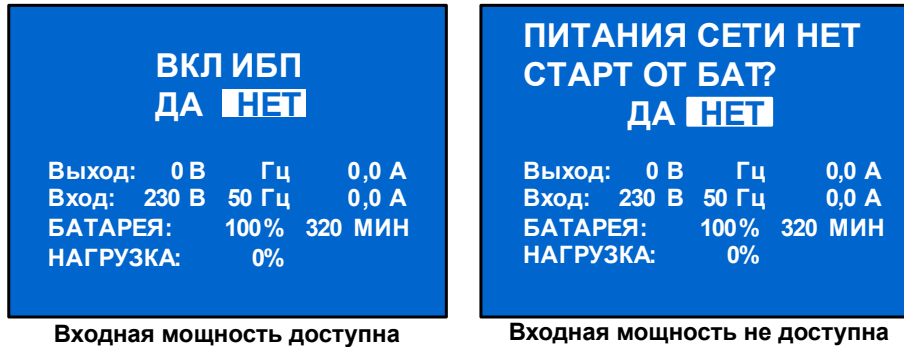 ВКЛ ИБП
ДА НЕТ
Выход: 0 В Гц 0,0 А
Вход: 230 В 50 Гц 0,0 А
БАТАРЕЯ: 100% 320 МИН
НАГРУЗКА: 0%
Входная мощность доступна
ПИТАНИЯ СЕТИ НЕТ
СТАРТ ОТ БАТ?
ДА НЕТ
Выход: 0 В Гц 0,0 А
Вход: 230 В 50 Гц 0,0 А
БАТАРЕЯ: 100% 320 МИН
НАГРУЗКА: 0%
Входная мощность не доступна